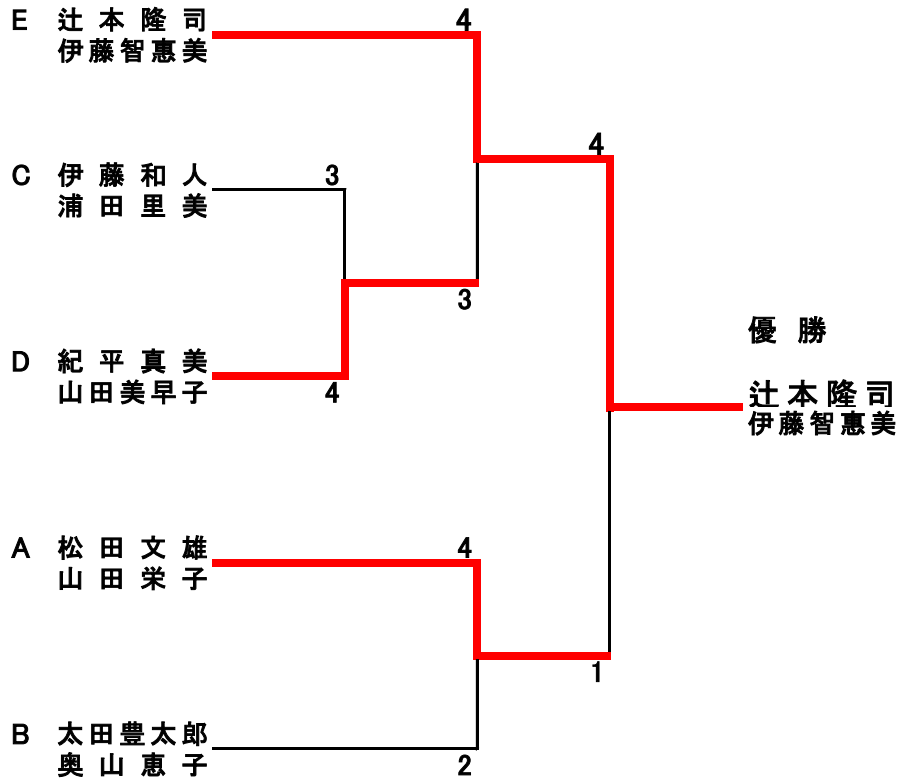 E 辻本隆司 4
伊藤智惠美
4
C 伊藤和人 3
浦田里美
3
優勝
D 紀平真美
山田美早子 4
辻本隆司
伊藤智惠美
A 松田文雄 4
山田栄子
1
B 太田豊太郎
奥山恵子 2